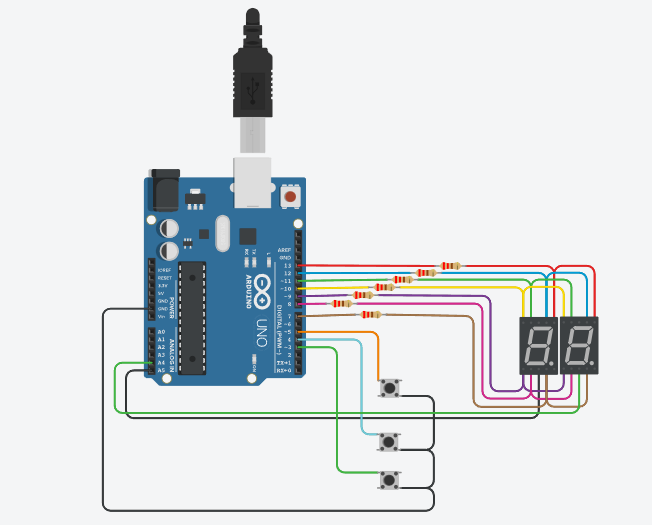 AREF
GND
13
12
~11
~10
~9
8
7
~6
~5
4
~3
2
TX→1
RX←0
DIGITAL (PWM~)
IOREF
RESET
3.3V
5V
GND
GND
Vin
POWER
A0
A1
A2
A3
A4
A5
ANALOG IN
TX
RX
L
ON
ARDUINO
UNO